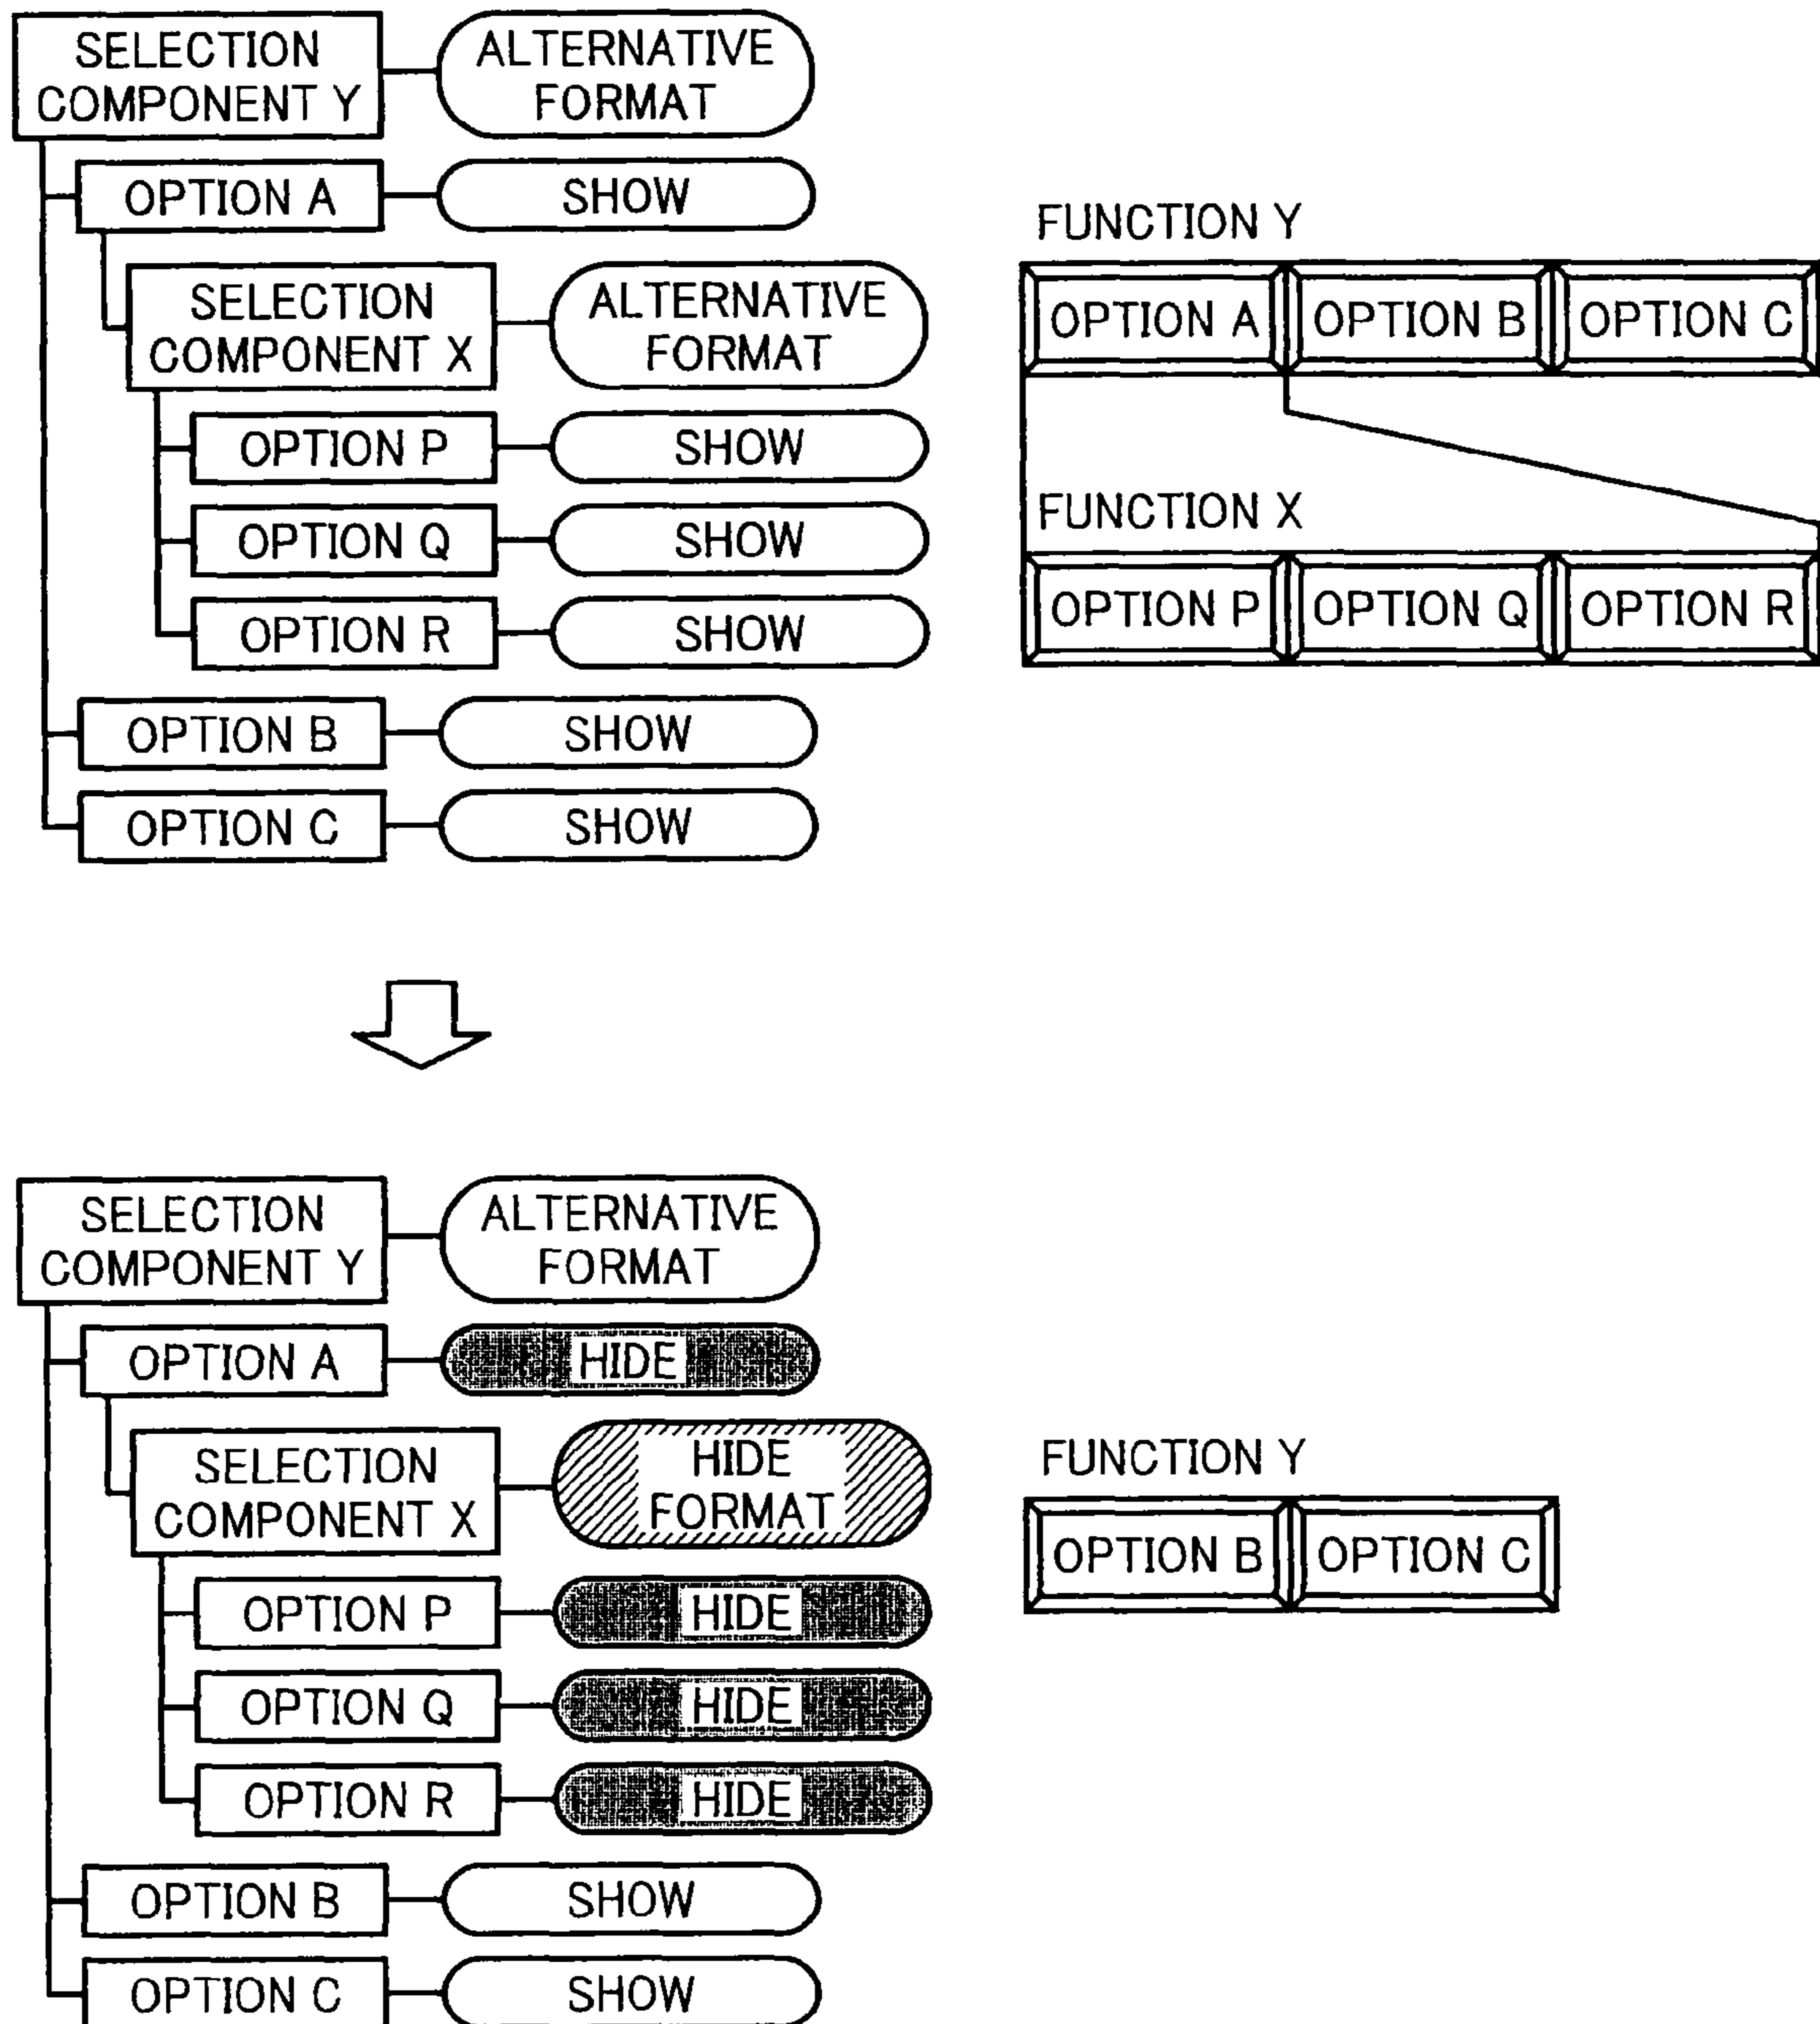 SELECTION
COMPONENT Y
ALTERNATIVE
FORMAT
OPTION A
SHOW
SELECTION
COMPONENT X
ALTERNATIVE
FORMAT
OPTION P
SHOW
OPTION Q
SHOW
OPTION R
SHOW
OPTION B
SHOW
OPTION C
SHOW
FUNCTION Y
OPTION A
OPTION B
OPTION C
FUNCTION X
OPTION P
OPTION Q
OPTION R
SELECTION
COMPONENT Y
ALTERNATIVE
FORMAT
OPTION A
HIDE
SELECTION
COMPONENT X
HIDE
FORMAT
OPTION P
HIDE
OPTION Q
HIDE
OPTION R
HIDE
OPTION B
SHOW
OPTION C
SHOW
FUNCTION Y
OPTION B
OPTION C